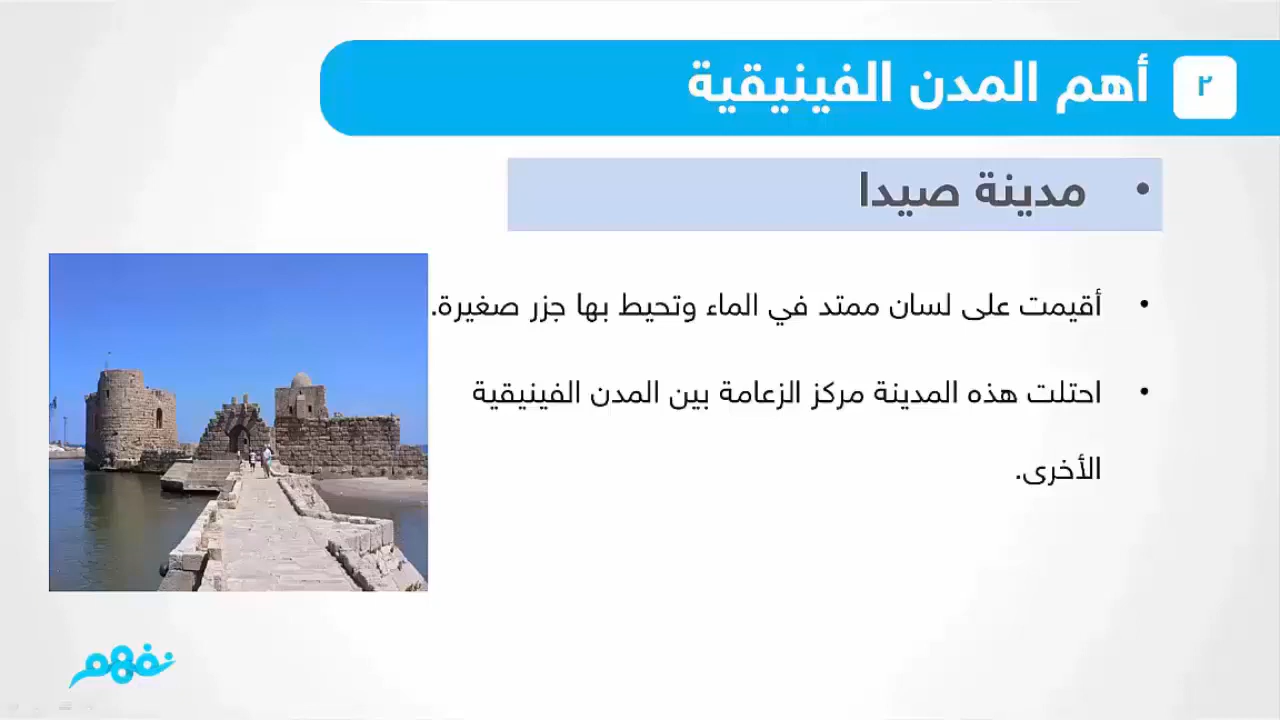 ٢
أهم المدن الفينيقية
• مدينة صيدا
• أقيمت على لسان ممتد في الماء وتحيط بها جزر صغيرة.
• احتلت هذه المدينة مركز الزعامة بين المدن الفينيقية
الأخرى.
نفهم